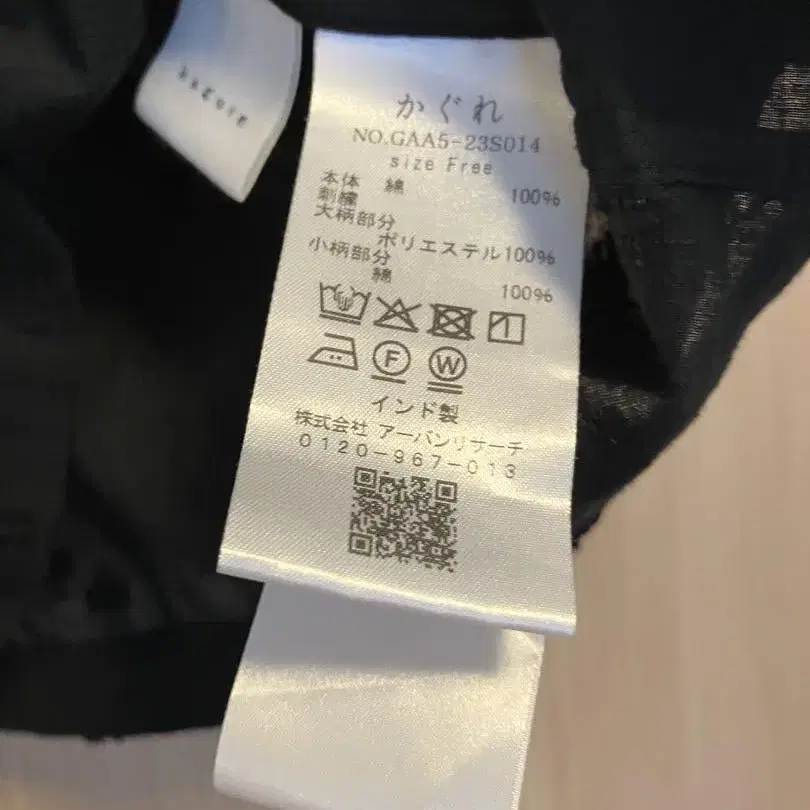 kagure
かぐれ
NO.GAA5-23S014
size Free
本体 綿 100%
刺繍
大柄部分
ポリエステル100%
小柄部分
綿 100%
F W
インド製
株式会社 アーバンリサーチ
0120-967-013